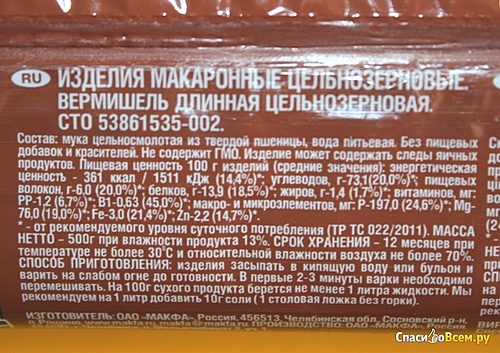 RU ИЗДЕЛИЯ МАКАРОННЫЕ ЦЕЛЬНОЗЕРНОВЫЕ.
ВЕРМИШЕЛЬ ДЛИННАЯ ЦЕЛЬНОЗЕРНОВАЯ.
СТО 53861535-002.
Состав: мука цельносмолотая из твердой пшеницы, вода питьевая. Без пищевых
добавок и красителей. Не содержит ГМО. Изделие может содержать следы яичных
продуктов. Пищевая ценность 100 г изделий (средние значения): энергетическая
ценность - 361 ккал / 1511 кДж (14,4%)*, углеводов, г-73,1(20,0%)*; пищевых
волокон, г-6,0 (20,0%)*; белков, г-13,9 (18,5%)*; жиров, г-1,4 (1,7%)*; витаминов, мг:
РР-1,2 (6,7%)*; В1-0,63 (45,0%)*, макро- и микроэлементов, мг: Р-197,0 (24,6%)*; Mg-
76,0 (19,0%)*; Fe-3,0 (21,4%)*; Zn-2,2 (14,7%)*.
* - от рекомендуемого уровня суточного потребления (ТР ТС 022/2011). МАССА
НЕТТО - 500г при влажности продукта 13%. СРОК ХРАНЕНИЯ - 12 месяцев при
температуре не более 30°С и относительной влажности воздуха не более 70%.
СПОСОБ ПРИГОТОВЛЕНИЯ: изделия засыпать в кипящую воду или бульон и
варить на слабом огне до готовности. В первые 2-3 минуты варки необходимо
перемешивать. На 100г сухого продукта берется не менее 1 литра жидкости. Мы
рекомендуем на 1 литр добавить 10г соли (1 столовая ложка без горки).
ИЗГОТОВИТЕЛЬ: ОАО «МАКФА», Россия, 456513, Челябинская обл., Сосновский р-н,
п. Рощино, www.makfa.ru
СпасибоВсем.ру